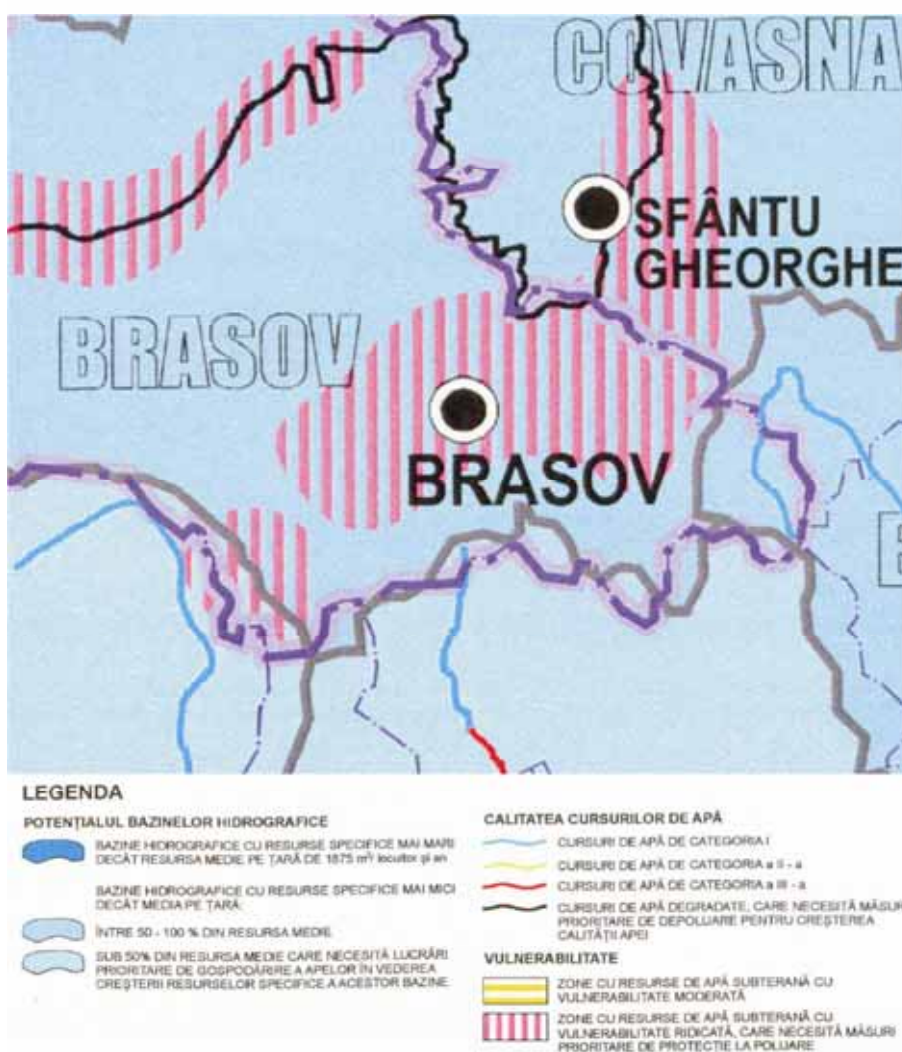 COVASNA
SFÂNTU
GHEORGHE
BRASOV
BRASOV
LEGENDA
POTENȚIALUL BAZINELOR HIDROGRAFICE
BAZINE HIDROGRAFICE CU RESURSE SPECIFICE MAI MARI
DECÂT RESURSA MEDIE PE ȚARĂ DE 1875 m³/ locuitor și an
BAZINE HIDROGRAFICE CU RESURSE SPECIFICE MAI MICI
DECÂT MEDIA PE ȚARĂ:
ÎNTRE 50 - 100 % DIN RESURSA MEDIE
SUB 50% DIN RESURSA MEDIE CARE NECESITĂ LUCRĂRI
PRIORITARE DE GOSPODĂRIRE A APELOR ÎN VEDEREA
CREȘTERII RESURSELOR SPECIFICE A ACESTOR BAZINE.
CALITATEA CURSURILOR DE APĂ
CURSURI DE APĂ DE CATEGORIA I
CURSURI DE APĂ DE CATEGORIA a II - a
CURSURI DE APĂ DE CATEGORIA a III - a
CURSURI DE APĂ DEGRADATE, CARE NECESITĂ MĂSURI
PRIORITARE DE DEPOLUARE PENTRU CREȘTEREA
CALITĂȚII APEI
VULNERABILITATE
ZONE CU RESURSE DE APĂ SUBTERANĂ CU
VULNERABILITATE MODERATĂ
ZONE CU RESURSE DE APĂ SUBTERANĂ CU
VULNERABILITATE RIDICATĂ, CARE NECESITĂ MĂSURI
PRIORITARE DE PROTECȚIE LA POLUARE